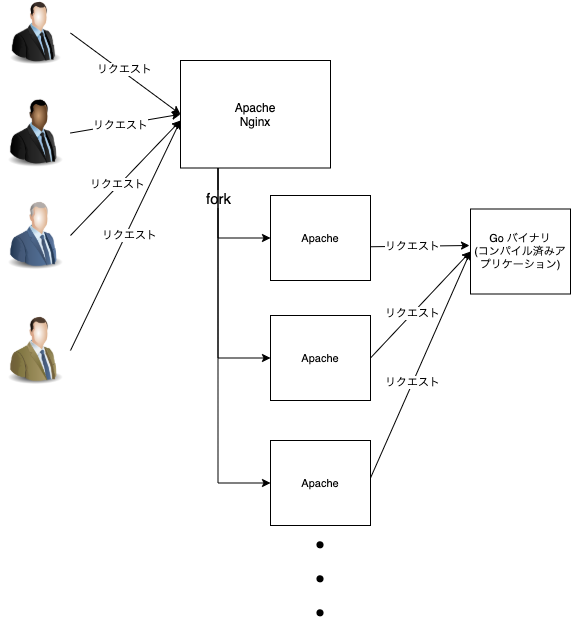 リクエスト
Apache
Nginx
リクエスト
リクエスト
fork
リクエスト
Apache
リクエスト
Go バイナリ
(コンパイル済みア
プリケーション)
リクエスト
Apache
リクエスト
Apache